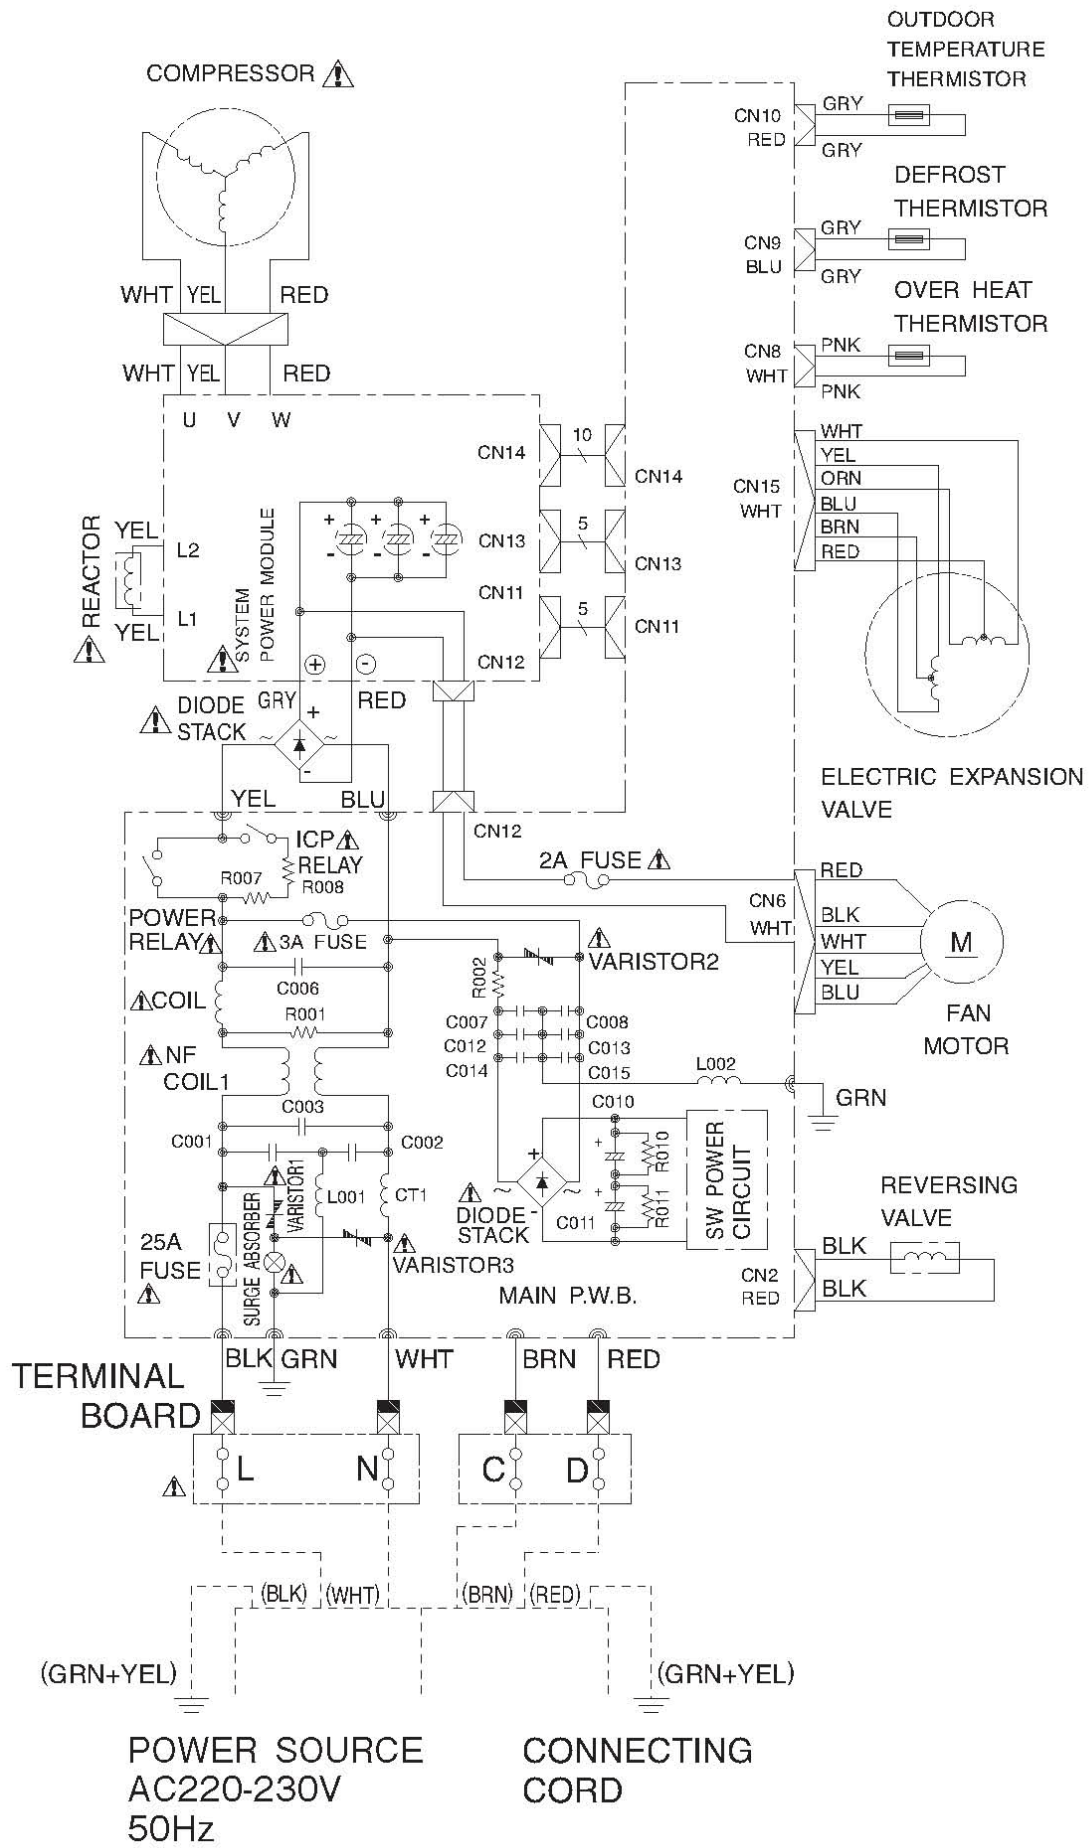 OUTDOOR
TEMPERATURE
THERMISTOR
COMPRESSOR
CN10
RED
GRY
GRY
DEFROST
THERMISTOR
CN9
BLU
GRY
GRY
OVER HEAT
THERMISTOR
WHT YEL RED
CN8
WHT
PNK
PNK
WHT YEL RED
U V W
CN14
10
CN14
CN15
WHT
WHT
YEL
ORN
BLU
BRN
RED
REACTOR
YEL
L2
L1
YEL
SYSTEM
POWER MODULE
+ + +
- - -
CN13
5
CN13
CN11
5
CN11
CN12
+ -
GRY RED
DIODE
STACK
+
~ ~
-
ELECTRIC EXPANSION
VALVE
YEL BLU
CN12
ICP
RELAY
R007
R008
2A FUSE
POWER
RELAY
3A FUSE
CN6
WHT
RED
BLK
WHT
YEL
BLU
M
FAN
MOTOR
VARISTOR2
R002
C006
COIL
R001
C007 C008
C012 C013
C014 C015
NF
COIL1
L002
GRN
C003
C010
C001 C002
VARISTOR1
L001
CT1
+
~ ~
-
DIODE
STACK
+
R010
+
R011
C011
SW POWER
CIRCUIT
REVERSING
VALVE
25A
FUSE
SURGE ABSORBER
VARISTOR3
MAIN P.W.B.
CN2
RED
BLK
BLK
BLK GRN WHT BRN RED
TERMINAL
BOARD
L N C D
(BLK) (WHT) (BRN) (RED)
(GRN+YEL) (GRN+YEL)
POWER SOURCE
AC220-230V
50Hz
CONNECTING
CORD